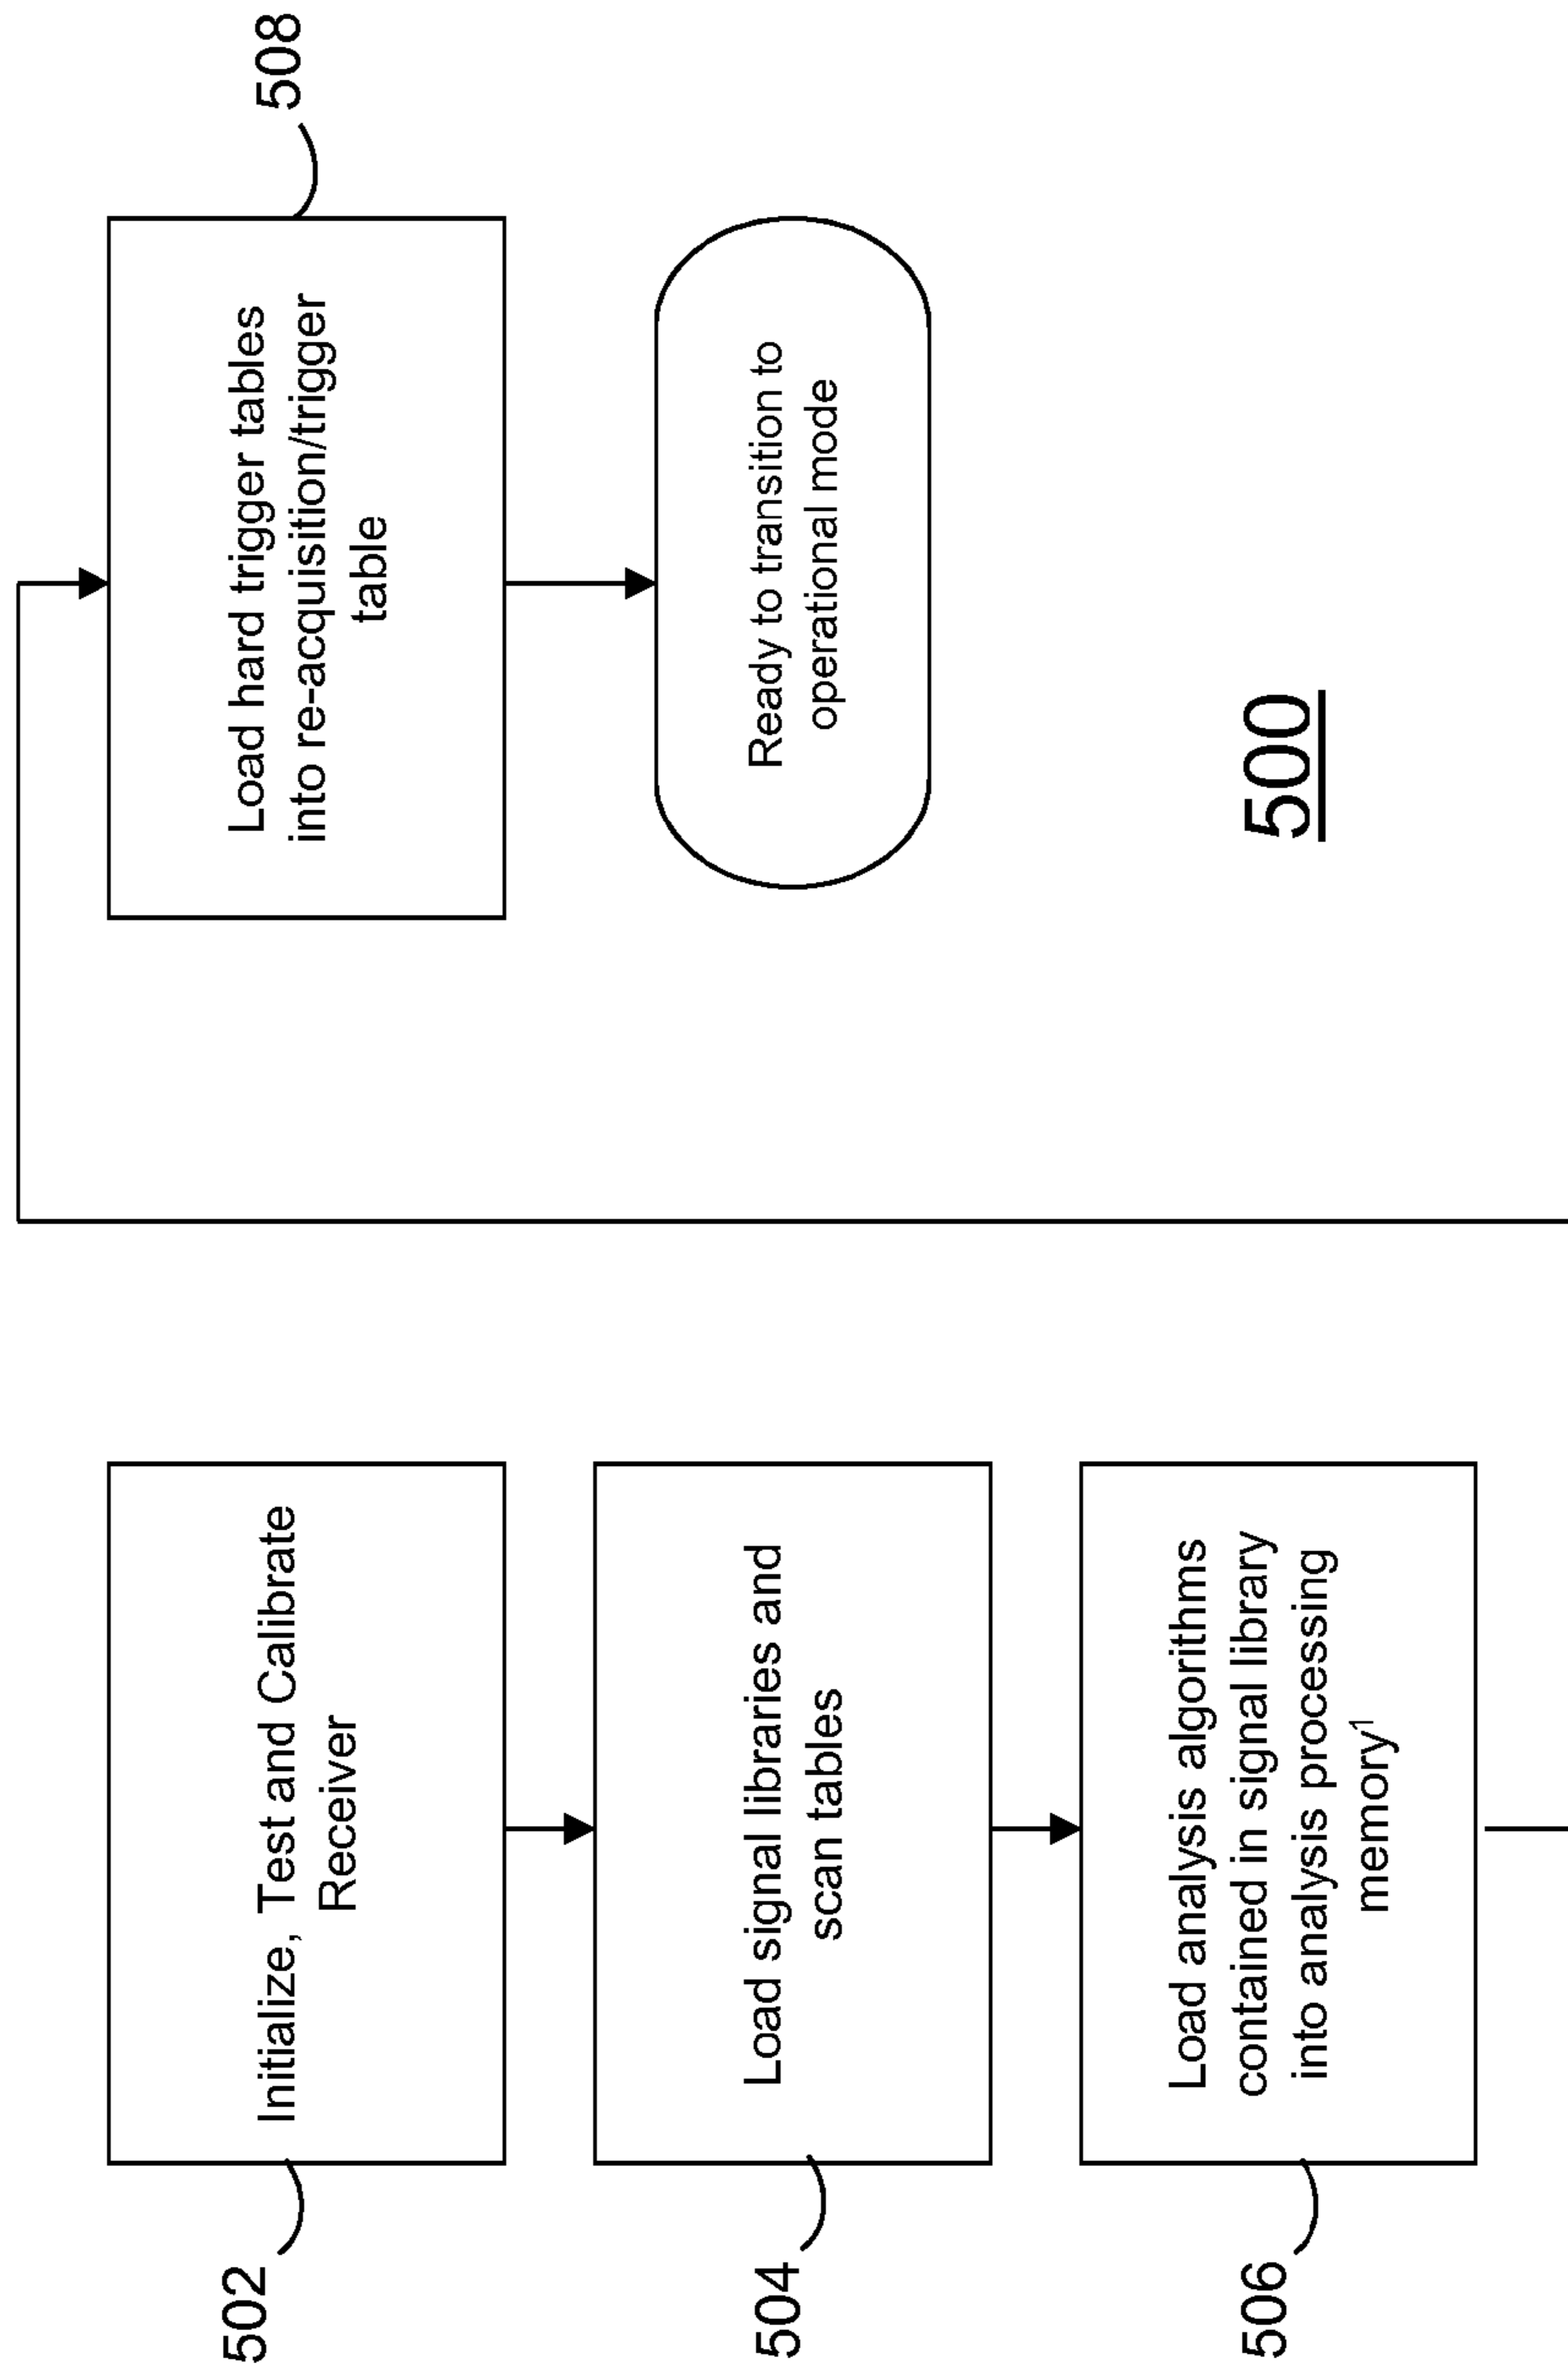 502
Initialize, Test and Calibrate
Receiver
504
Load signal libraries and
scan tables
506
Load analysis algorithms
contained in signal library
into analysis processing
memory¹
508
Load hard trigger tables
into re-acquisition/trigger
table
Ready to transition to
operational mode
500